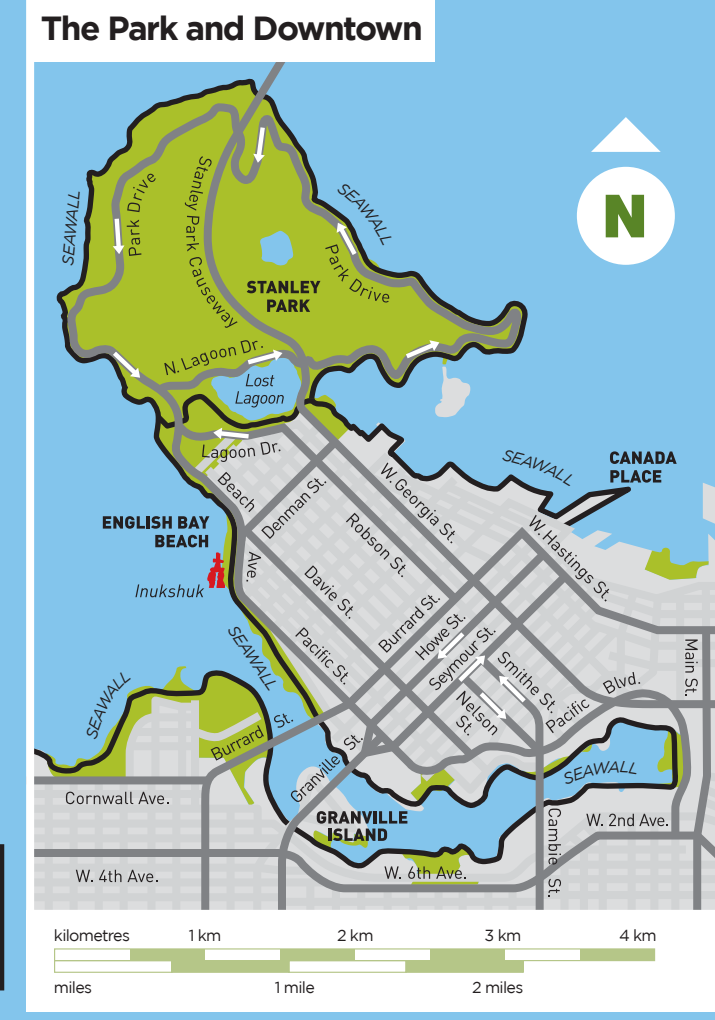 The Park and Downtown
N
SEAWALL
Park Drive
Stanley Park Causeway
SEAWALL
Park Drive
STANLEY
PARK
N. Lagoon Dr.
Lost
Lagoon
Lagoon Dr.
SEAWALL
CANADA
PLACE
W. Georgia St.
Beach
Ave.
Denman St.
Robson St.
W. Hastings St.
ENGLISH BAY
BEACH
Inukshuk
Davie St.
Burrard St.
Howe St.
Seymour St.
Smithe St.
Nelson
St.
Pacific St.
Pacific
Blvd.
Main St.
SEAWALL
SEAWALL
Burrard St.
Granville St.
SEAWALL
Cornwall Ave.
GRANVILLE
ISLAND
W. 2nd Ave.
Cambie St.
W. 4th Ave.
W. 6th Ave.
kilometres 1 km 2 km 3 km 4 km
miles 1 mile 2 miles